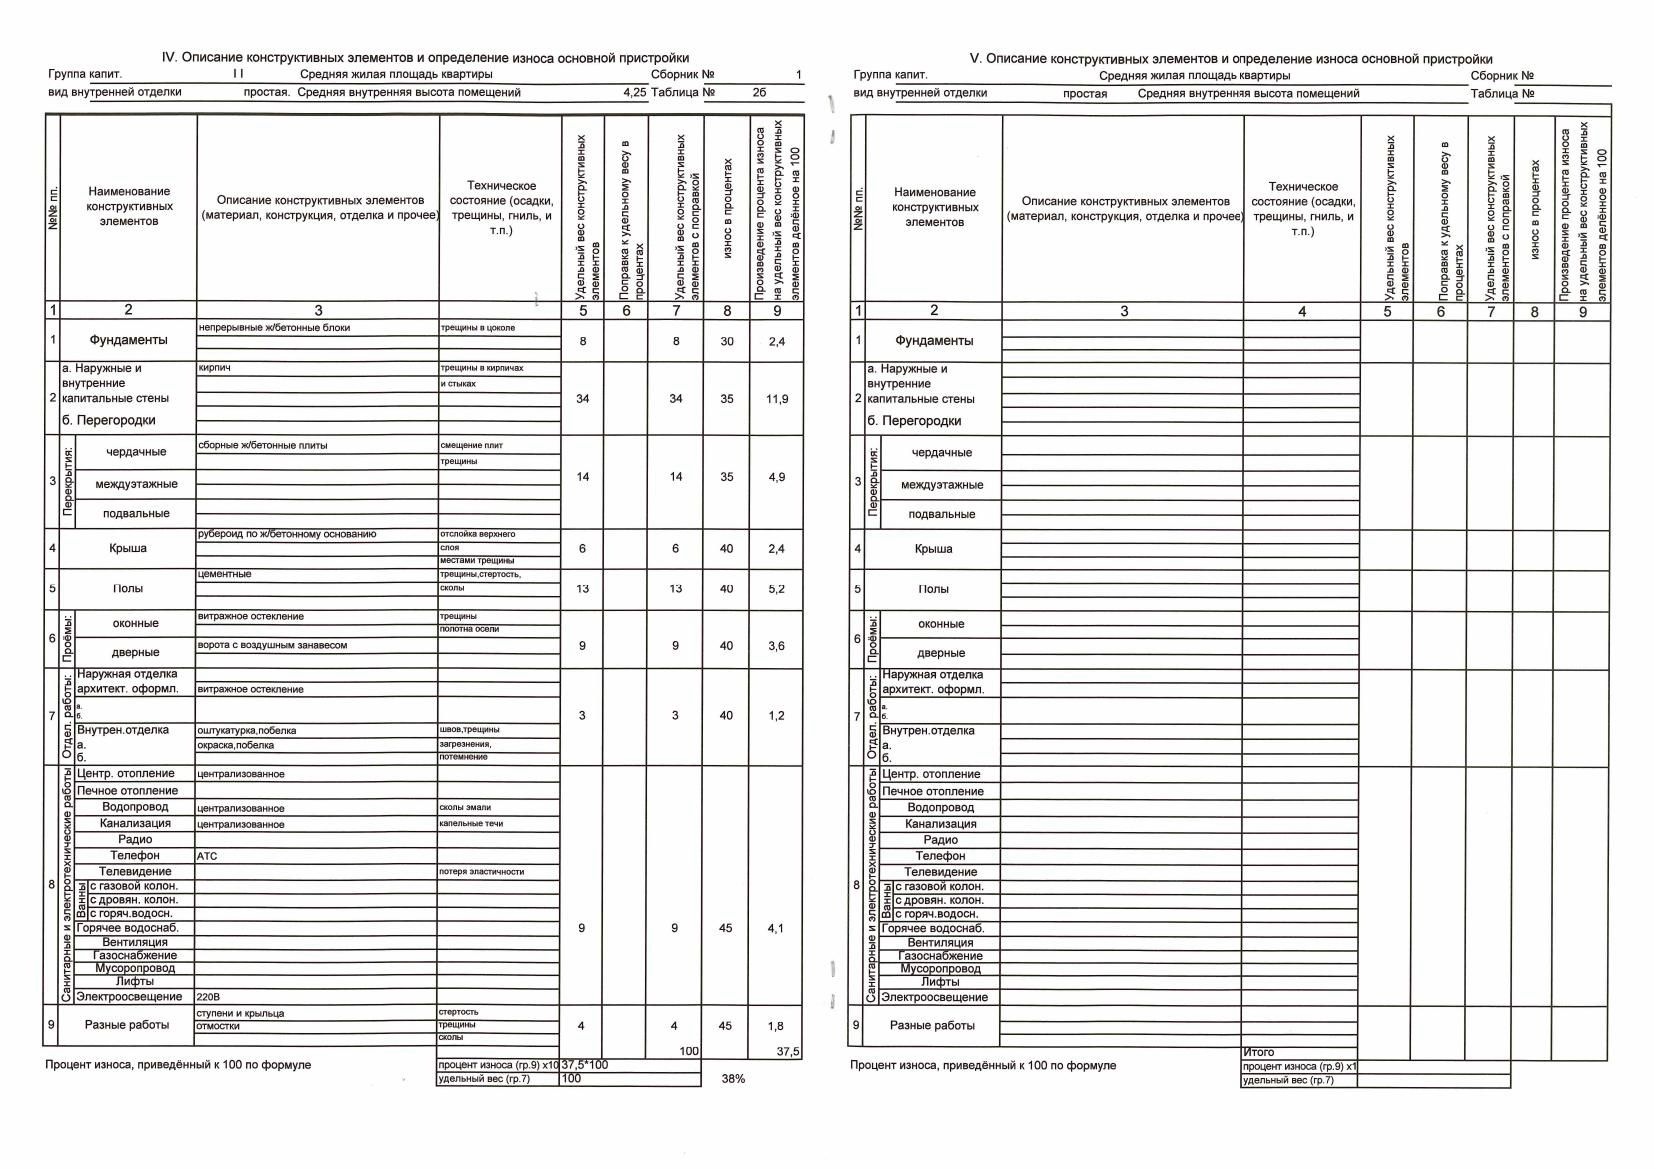 IV. Описание конструктивных элементов и определение износа основной пристройки
Группа капит. I I Средняя жилая площадь квартиры Сборник № 1
вид внутренней отделки простая. Средняя внутренняя высота помещений 4,25 Таблица № 2б
№№ пп.
Наименование конструктивных элементов
Описание конструктивных элементов (материал, конструкция, отделка и прочее)
Техническое состояние (осадки, трещины, гниль, и т.п.)
Удельный вес конструктивных элементов
Поправка к удельному весу в процентах
Удельный вес конструктивных элементов с поправкой
износ в процентах
Произведение процента износа на удельный вес конструктивных элементов делённое на 100
1 2 3 5 6 7 8 9
непрерывные ж/бетонные блоки трещины в цоколе
1 Фундаменты 8 8 30 2,4
а. Наружные и кирпич трещины в кирпичах
внутренние и стыках
2 капитальные стены 34 34 35 11,9
б. Перегородки
Перекрытия:
чердачные сборные ж/бетонные плиты смещение плит
трещины
3 междуэтажные 14 14 35 4,9
подвальные
рубероид по ж/бетонному основанию отслойка верхнего
4 Крыша слоя 6 6 40 2,4
местами трещины
цементные трещины,стертость,
5 Полы сколы 13 13 40 5,2
Проёмы:
оконные витражное остекление трещины
полотна осели
6 дверные ворота с воздушным занавесом 9 9 40 3,6
Отдел. работы:
Наружная отделка
архитект. оформл. витражное остекление
а.
7 б. 3 3 40 1,2
Внутрен.отделка оштукатурка,побелка швов,трещины
а. окраска,побелка загрезнения,
б. потемнение
Санитарные и электротехнические работы
Центр. отопление централизованное
Печное отопление
Водопровод централизованное сколы эмали
Канализация централизованное капельные течи
Радио
Телефон АТС
Телевидение потеря эластичности
8 Ванны с газовой колон.
с дровян. колон.
с горяч.водосн.
Горячее водоснаб. 9 9 45 4,1
Вентиляция
Газоснабжение
Мусоропровод
Лифты
Электроосвещение 220В
ступени и крыльца стертость
9 Разные работы отмостки трещины 4 4 45 1,8
сколы
100 37,5
Процент износа, приведённый к 100 по формуле процент износа (гр.9) х10 37,5*100
удельный вес (гр.7) 100 38%
V. Описание конструктивных элементов и определение износа основной пристройки
Группа капит. Средняя жилая площадь квартиры Сборник №
вид внутренней отделки простая Средняя внутренняя высота помещений Таблица №
№№ пп.
Наименование конструктивных элементов
Описание конструктивных элементов (материал, конструкция, отделка и прочее)
Техническое состояние (осадки, трещины, гниль, и т.п.)
Удельный вес конструктивных элементов
Поправка к удельному весу в процентах
Удельный вес конструктивных элементов с поправкой
износ в процентах
Произведение процента износа на удельный вес конструктивных элементов делённое на 100
1 2 3 4 5 6 7 8 9
1 Фундаменты
а. Наружные и
внутренние
2 капитальные стены
б. Перегородки
Перекрытия:
чердачные
3 междуэтажные
подвальные
4 Крыша
5 Полы
Проёмы:
оконные
6 дверные
Отдел. работы:
Наружная отделка
архитект. оформл.
а.
7 б.
Внутрен.отделка
а.
б.
Санитарные и электротехнические работы
Центр. отопление
Печное отопление
Водопровод
Канализация
Радио
Телефон
Телевидение
8 Ванны с газовой колон.
с дровян. колон.
с горяч.водосн.
Горячее водоснаб.
Вентиляция
Газоснабжение
Мусоропровод
Лифты
Электроосвещение
9 Разные работы
Итого
Процент износа, приведённый к 100 по формуле процент износа (гр.9) х1
удельный вес (гр.7)